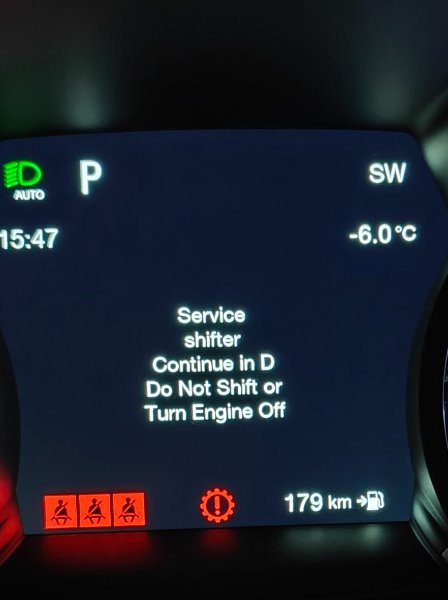 AUTO
P
SW
15:47
-6.0°C
Service
shifter
Continue in D
Do Not Shift or
Turn Engine Off
179 km